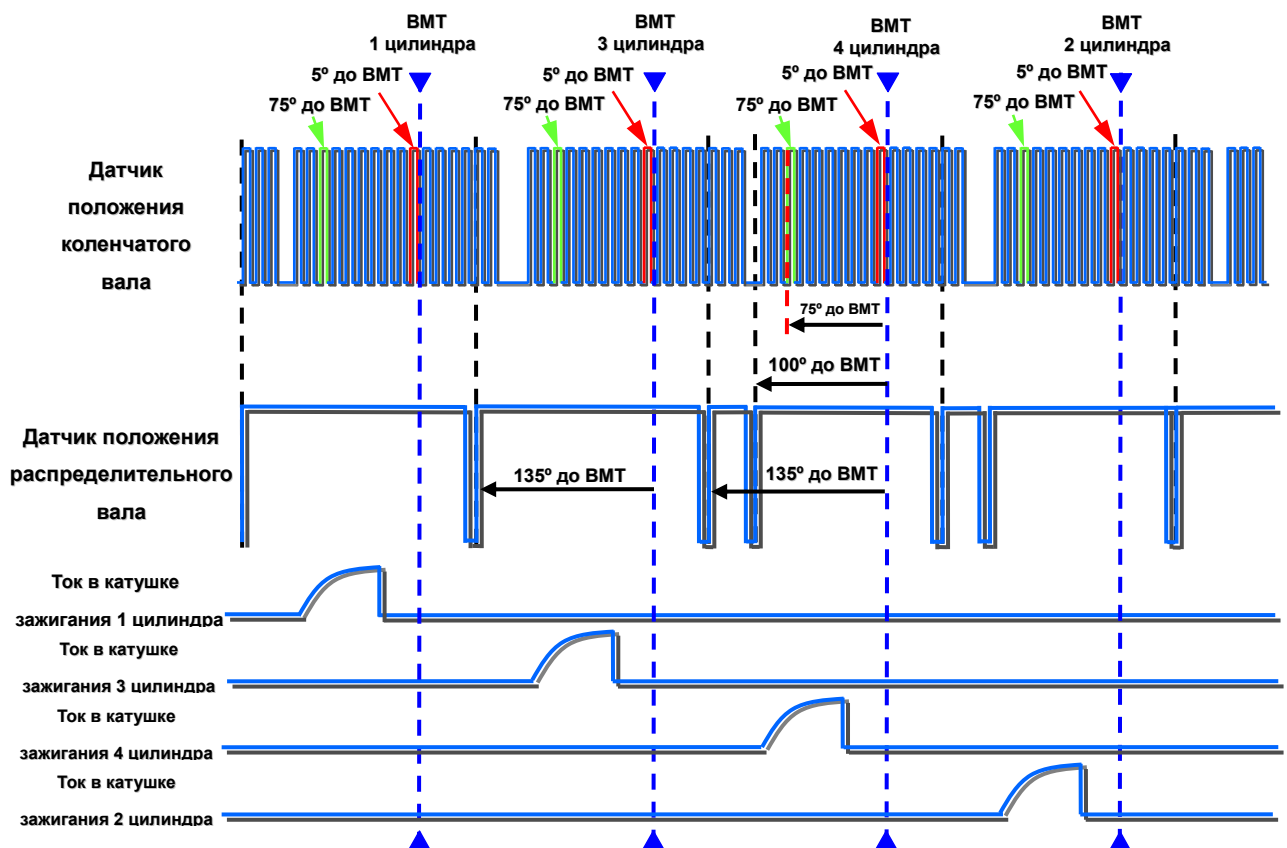 ВМТ
1 цилиндра
ВМТ
3 цилиндра
ВМТ
4 цилиндра
ВМТ
2 цилиндра
5º до ВМТ
75º до ВМТ
5º до ВМТ
75º до ВМТ
5º до ВМТ
75º до ВМТ
5º до ВМТ
75º до ВМТ
Датчик
положения
коленчатого
вала
75º до ВМТ
100º до ВМТ
Датчик положения
распределительного
вала
135º до ВМТ
135º до ВМТ
Ток в катушке
зажигания 1 цилиндра
Ток в катушке
зажигания 3 цилиндра
Ток в катушке
зажигания 4 цилиндра
Ток в катушке
зажигания 2 цилиндра